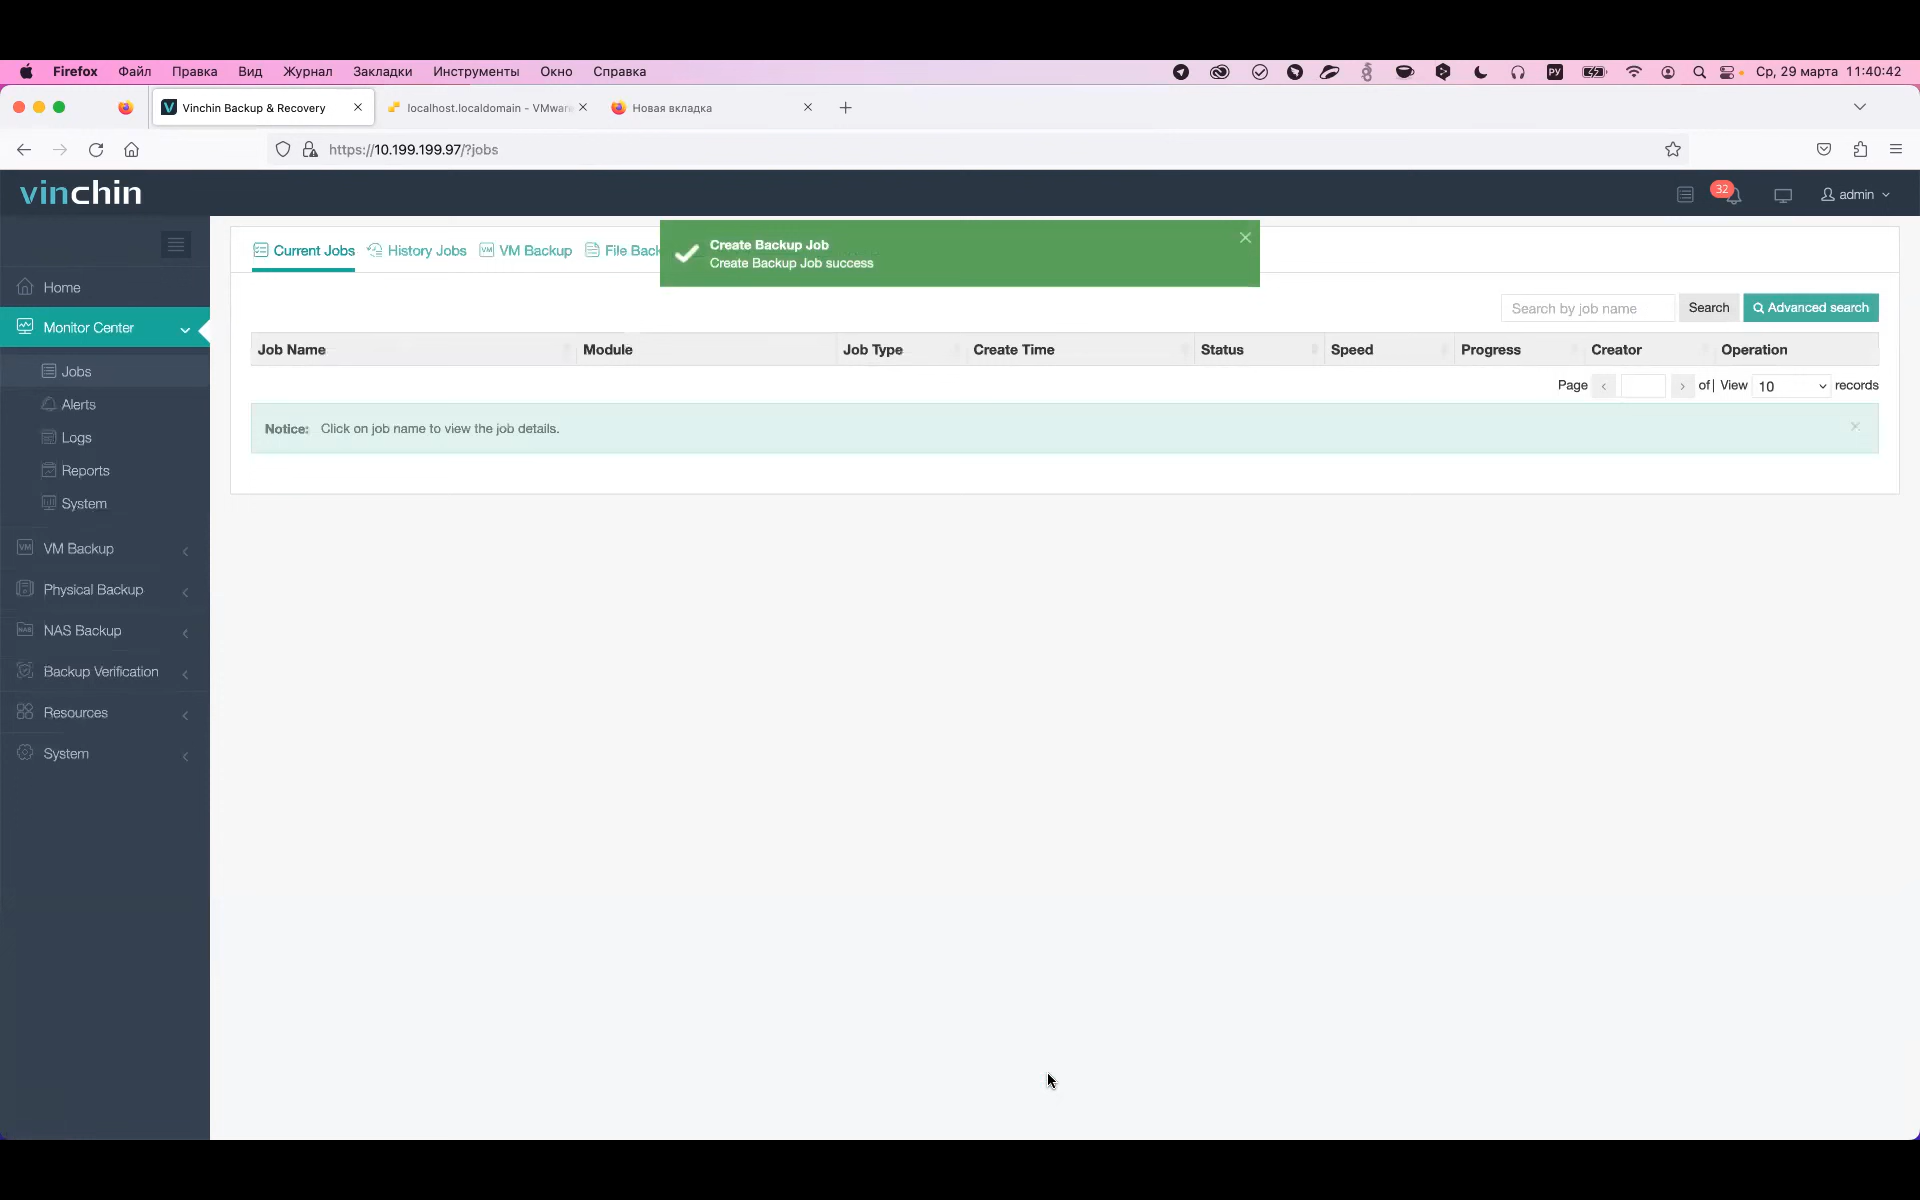 Firefox Файл Правка Вид Журнал Закладки Инструменты Окно Справка РУ Ср, 29 марта 11:40:42
Vinchin Backup & Recovery localhost.localdomain - VMware Новая вкладка
https://10.199.199.97/?jobs
vinchin 32 admin
Create Backup Job
Create Backup Job success
Current Jobs History Jobs VM Backup File Back
Search by job name Search Advanced search
Job Name Module Job Type Create Time Status Speed Progress Creator Operation
Page of| View 10 records
Notice: Click on job name to view the job details.
Home
Monitor Center
Jobs
Alerts
Logs
Reports
System
VM Backup
Physical Backup
NAS Backup
Backup Verification
Resources
System